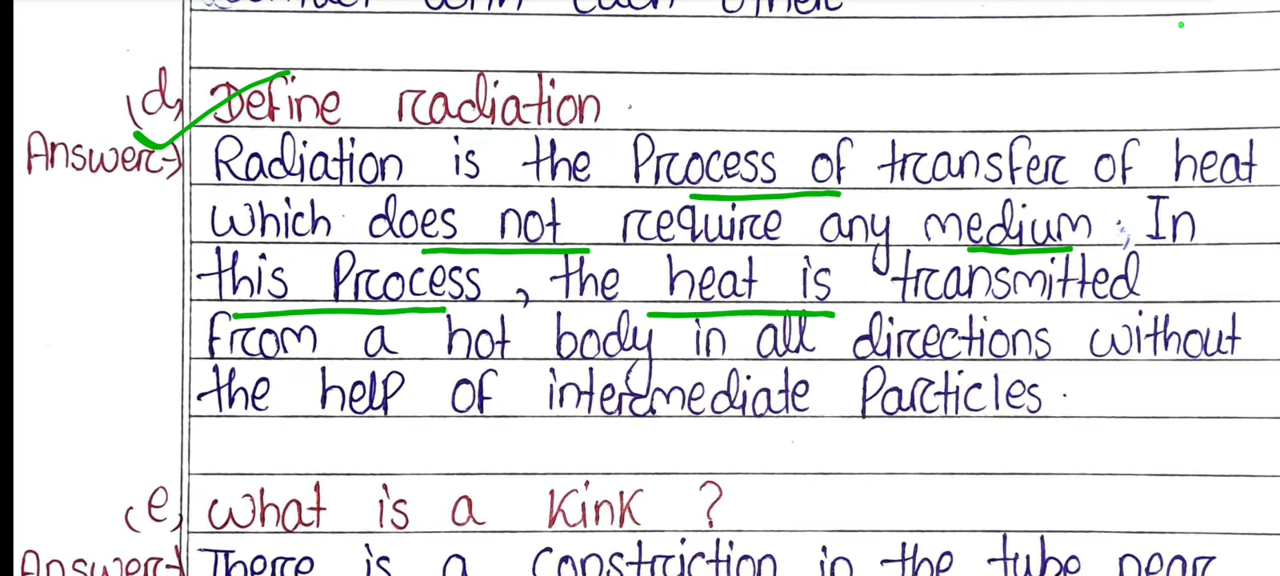 (d) Define radiation.
Answer→ Radiation is the Process of transfer of heat
which does not require any medium. In
this Process, the heat is transmitted
from a hot body in all directions without
the help of intermediate Particles.
(e) What is a Kink ?
Answer→ There is a constriction in the tube near